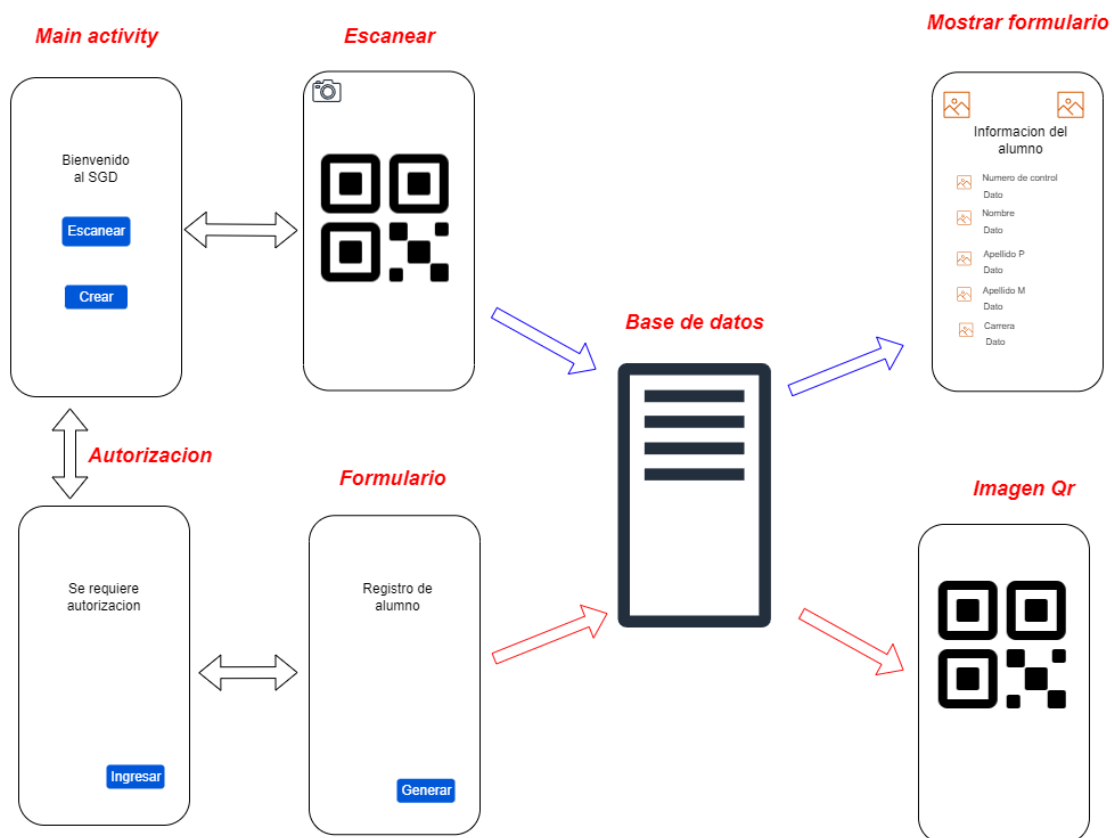 Main activity
Bienvenido
al SGD
Escanear
Crear
Escanear
Mostrar formulario
Informacion del
alumno
Numero de control
Dato
Nombre
Dato
Apellido P
Dato
Apellido M
Dato
Carrera
Dato
Base de datos
Autorizacion
Se requiere
autorizacion
Ingresar
Formulario
Registro de
alumno
Generar
Imagen Qr